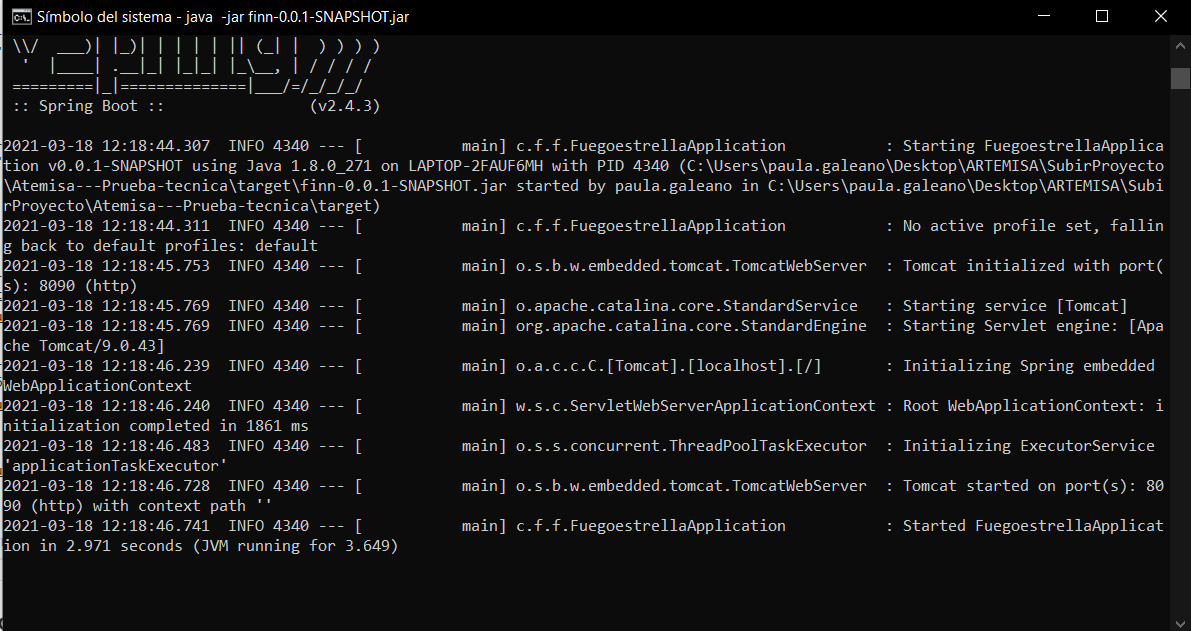 Símbolo del sistema - java  -jar finn-0.0.1-SNAPSHOT.jar
 \\/  ___)| |_)| | | | | || (_| |  ) ) ) )
  '  |____| .__|_| |_|_| |_\__, | / / / /
 =========|_|==============|___/=/_/_/_/
 :: Spring Boot ::                (v2.4.3)
2021-03-18 12:18:44.307  INFO 4340 --- [           main] c.f.f.FuegoestrellaApplication           : Starting FuegoestrellaApplica
tion v0.0.1-SNAPSHOT using Java 1.8.0_271 on LAPTOP-2FAUF6MH with PID 4340 (C:\Users\paula.galeano\Desktop\ARTEMISA\SubirProyecto
\Atemisa---Prueba-tecnica\target\finn-0.0.1-SNAPSHOT.jar started by paula.galeano in C:\Users\paula.galeano\Desktop\ARTEMISA\Subi
rProyecto\Atemisa---Prueba-tecnica\target)
2021-03-18 12:18:44.311  INFO 4340 --- [           main] c.f.f.FuegoestrellaApplication           : No active profile set, fallin
g back to default profiles: default
2021-03-18 12:18:45.753  INFO 4340 --- [           main] o.s.b.w.embedded.tomcat.TomcatWebServer  : Tomcat initialized with port(
s): 8090 (http)
2021-03-18 12:18:45.769  INFO 4340 --- [           main] o.apache.catalina.core.StandardService   : Starting service [Tomcat]
2021-03-18 12:18:45.769  INFO 4340 --- [           main] org.apache.catalina.core.StandardEngine  : Starting Servlet engine: [Apa
che Tomcat/9.0.43]
2021-03-18 12:18:46.239  INFO 4340 --- [           main] o.a.c.c.C.[Tomcat].[localhost].[/]       : Initializing Spring embedded
WebApplicationContext
2021-03-18 12:18:46.240  INFO 4340 --- [           main] w.s.c.ServletWebServerApplicationContext : Root WebApplicationContext: i
nitialization completed in 1861 ms
2021-03-18 12:18:46.483  INFO 4340 --- [           main] o.s.s.concurrent.ThreadPoolTaskExecutor  : Initializing ExecutorService
'applicationTaskExecutor'
2021-03-18 12:18:46.728  INFO 4340 --- [           main] o.s.b.w.embedded.tomcat.TomcatWebServer  : Tomcat started on port(s): 80
90 (http) with context path ''
2021-03-18 12:18:46.741  INFO 4340 --- [           main] c.f.f.FuegoestrellaApplication           : Started FuegoestrellaApplicat
ion in 2.971 seconds (JVM running for 3.649)